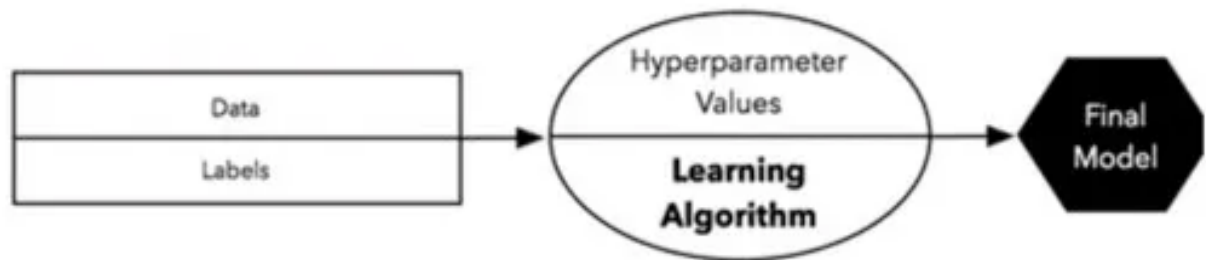 Data
Labels
Hyperparameter
Values
Learning
Algorithm
Final
Model